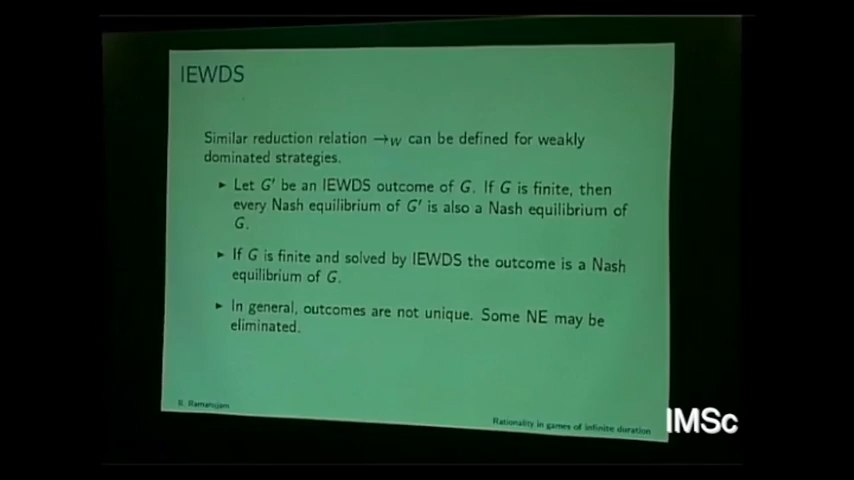 IEWDS
Similar reduction relation →W can be defined for weakly
dominated strategies.
► Let G′ be an IEWDS outcome of G. If G is finite, then
every Nash equilibrium of G′ is also a Nash equilibrium of
G.
► If G is finite and solved by IEWDS the outcome is a Nash
equilibrium of G.
► In general, outcomes are not unique. Some NE may be
eliminated.
R. Ramanujam
Rationality in games of infinite duration
IMSc